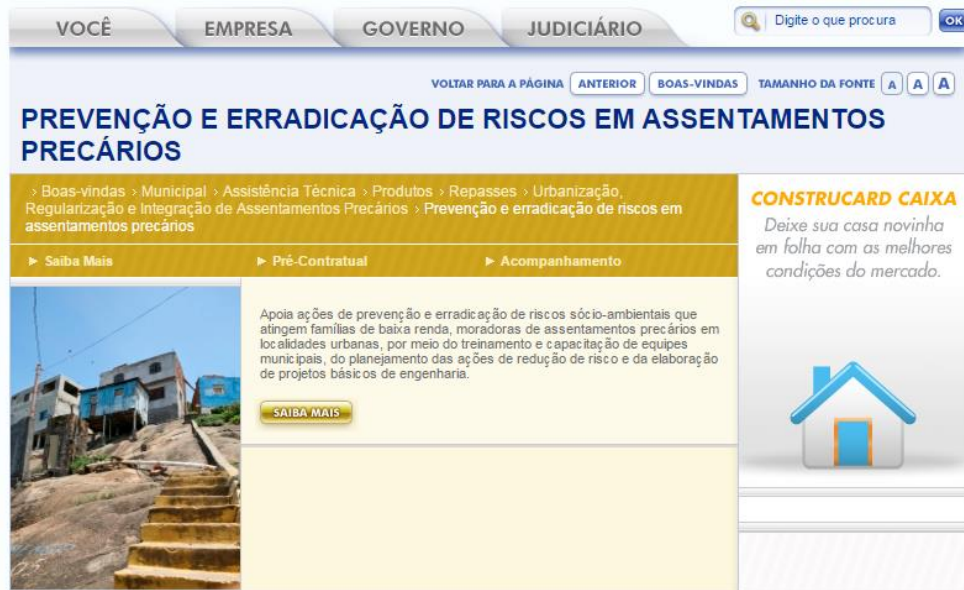 VOCÊ
EMPRESA
GOVERNO
JUDICIÁRIO
Digite o que procura
OK
VOLTAR PARA A PÁGINA ANTERIOR BOAS-VINDAS TAMANHO DA FONTE A A A
PREVENÇÃO E ERRADICAÇÃO DE RISCOS EM ASSENTAMENTOS
PRECÁRIOS
› Boas-vindas › Municipal › Assistência Técnica › Produtos › Repasses › Urbanização,
Regularização e Integração de Assentamentos Precários › Prevenção e erradicação de riscos em
assentamentos precários
► Saiba Mais
► Pré-Contratual
► Acompanhamento
Apoia ações de prevenção e erradicação de riscos sócio-ambientais que
atingem famílias de baixa renda, moradoras de assentamentos precários em
localidades urbanas, por meio do treinamento e capacitação de equipes
municipais, do planejamento das ações de redução de risco e da elaboração
de projetos básicos de engenharia.
SAIBA MAIS
CONSTRUCARD CAIXA
Deixe sua casa novinha
em folha com as melhores
condições do mercado.